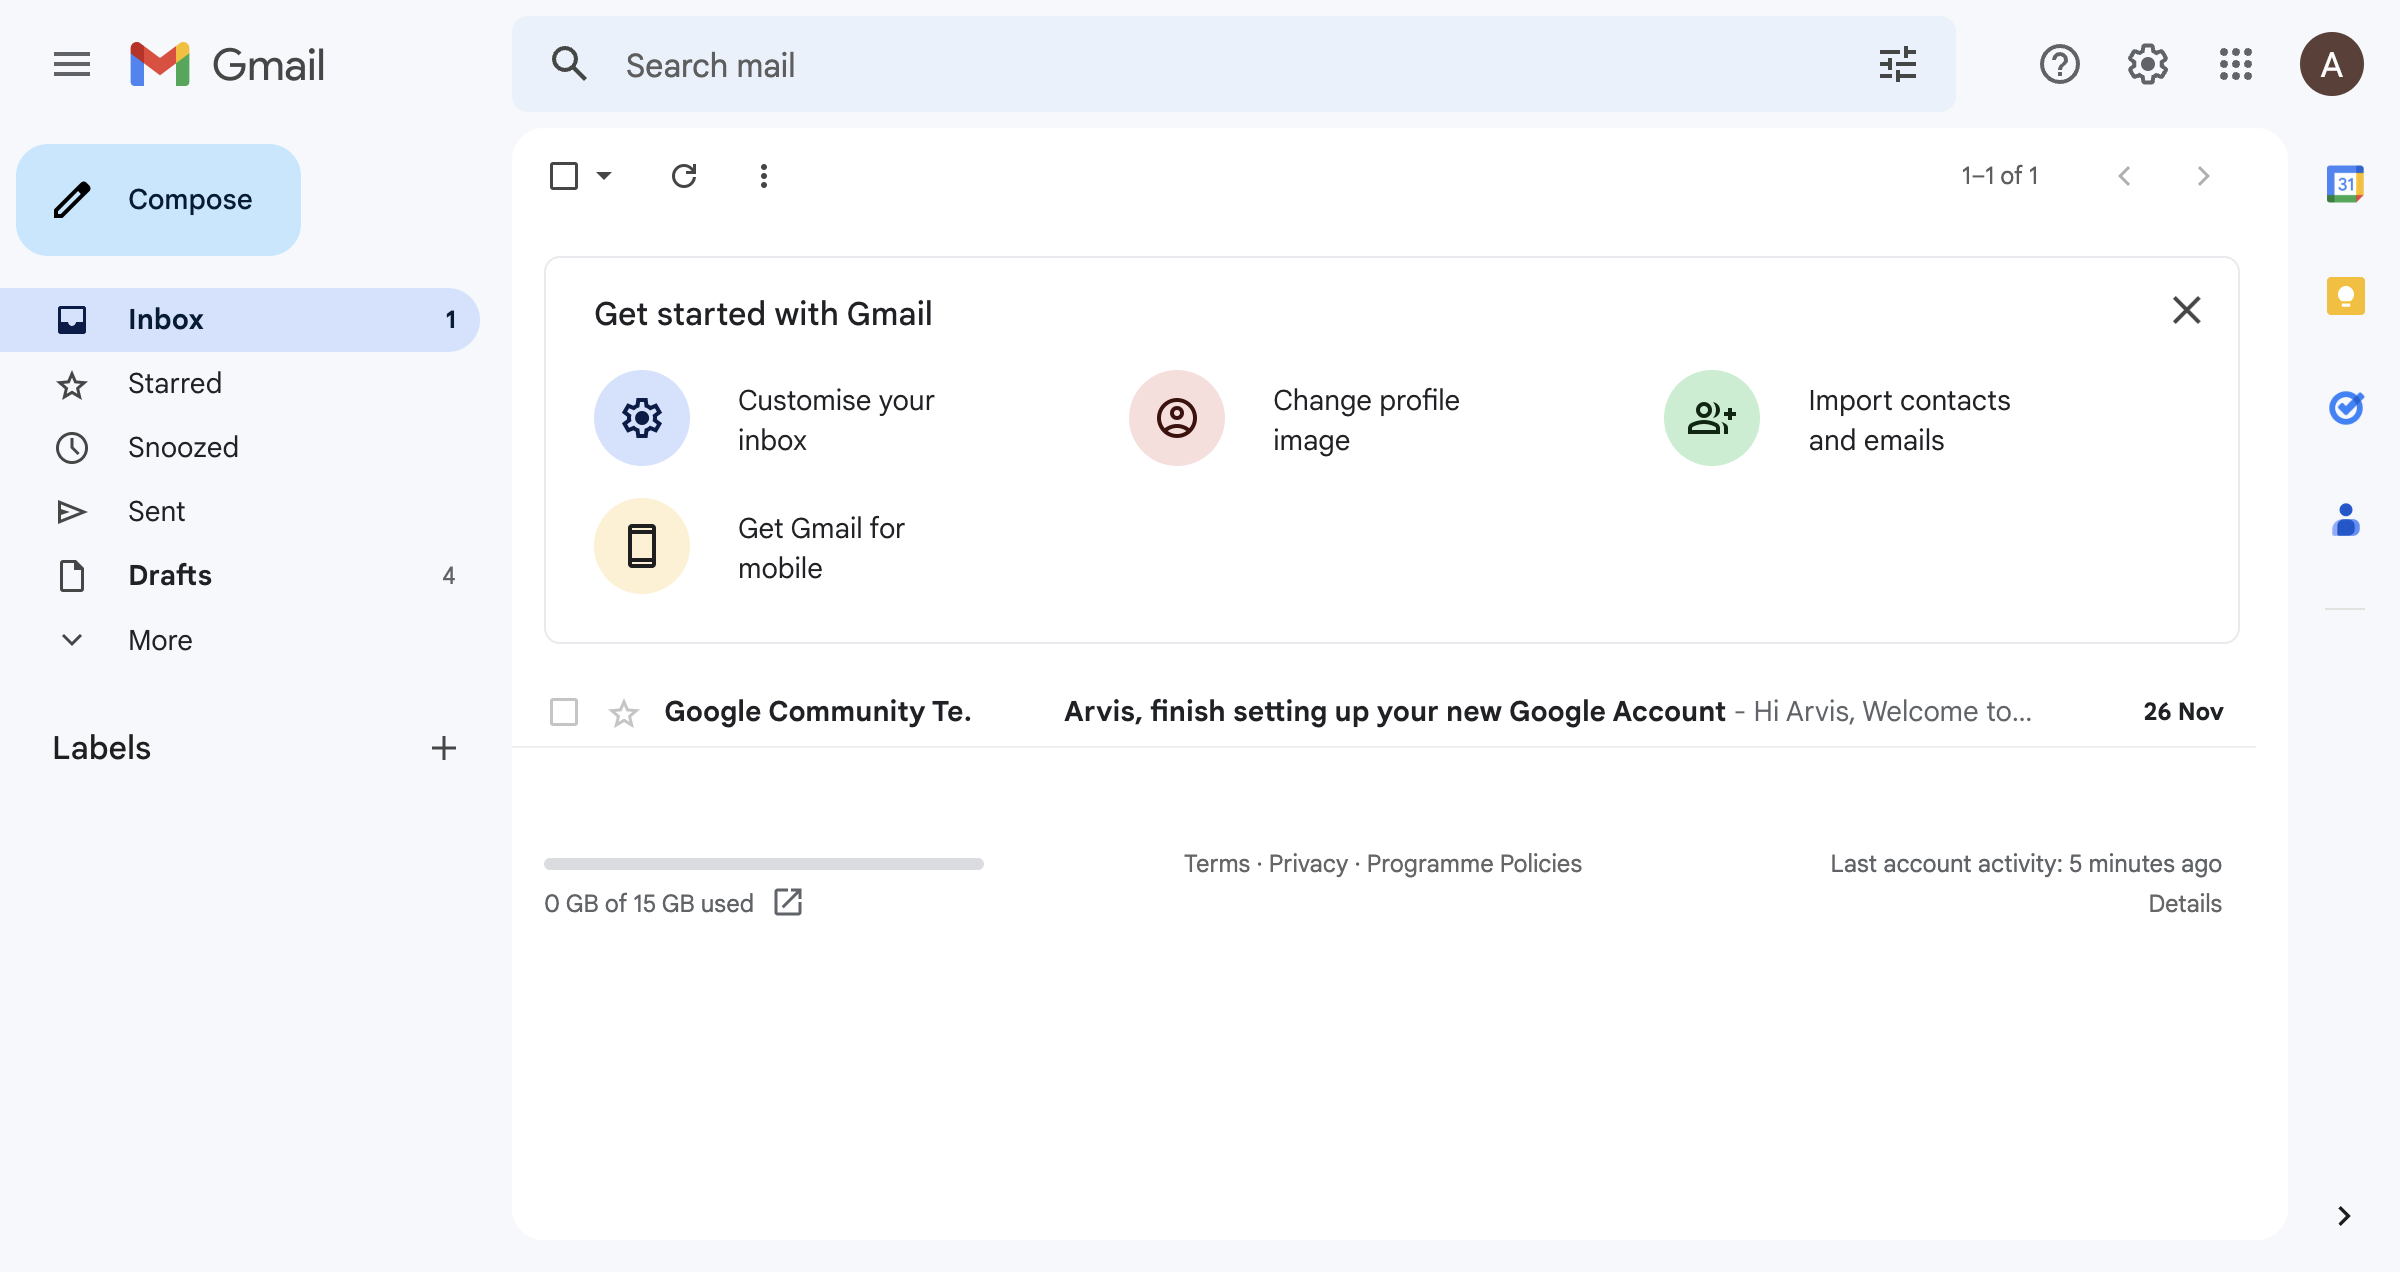 Gmail
Search mail
A
Compose
Inbox 1
Starred
Snoozed
Sent
Drafts 4
More
Labels
1–1 of 1
Get started with Gmail
Customise your
inbox
Change profile
image
Import contacts
and emails
Get Gmail for
mobile
Google Community Te. Arvis, finish setting up your new Google Account - Hi Arvis, Welcome to... 26 Nov
0 GB of 15 GB used
Terms · Privacy · Programme Policies
Last account activity: 5 minutes ago
Details
31